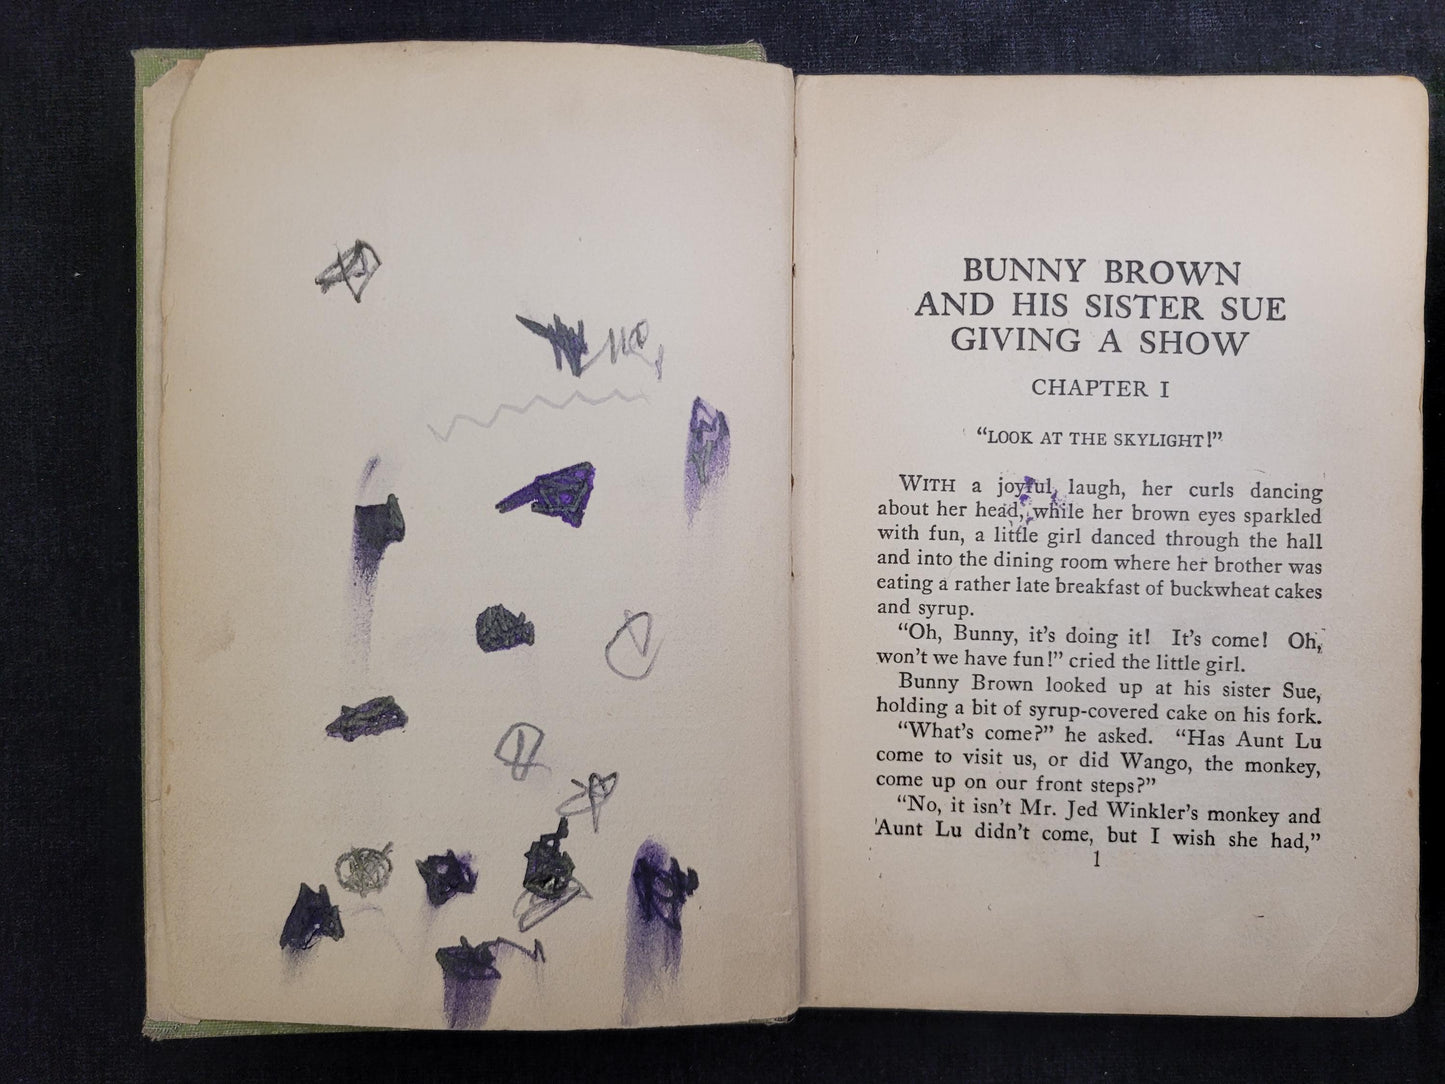 BUNNY BROWN
AND HIS SISTER SUE
GIVING A SHOW
CHAPTER I
“LOOK AT THE SKYLIGHT!”
WITH a joyful laugh, her curls dancing
about her head, while her brown eyes sparkled
with fun, a little girl danced through the hall
and into the dining room where her brother was
eating a rather late breakfast of buckwheat cakes
and syrup.
“Oh, Bunny, it’s doing it! It’s come! Oh,
won’t we have fun!” cried the little girl.
Bunny Brown looked up at his sister Sue,
holding a bit of syrup-covered cake on his fork.
“What’s come?” he asked. “Has Aunt Lu
come to visit us, or did Wango, the monkey,
come up on our front steps?”
“No, it isn’t Mr. Jed Winkler’s monkey and
Aunt Lu didn’t come, but I wish she had,”
1